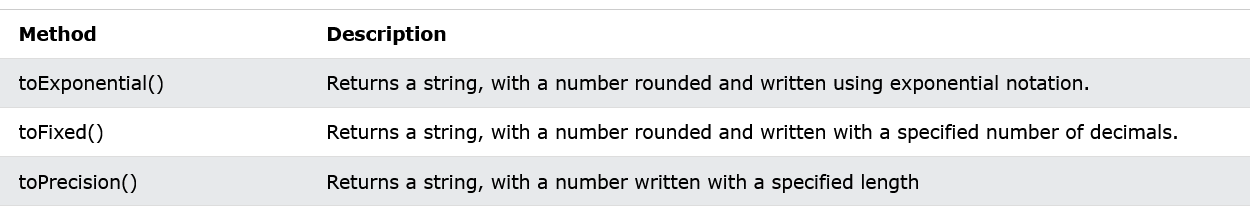 Method Description
toExponential() Returns a string, with a number rounded and written using exponential notation.
toFixed() Returns a string, with a number rounded and written with a specified number of decimals.
toPrecision() Returns a string, with a number written with a specified length